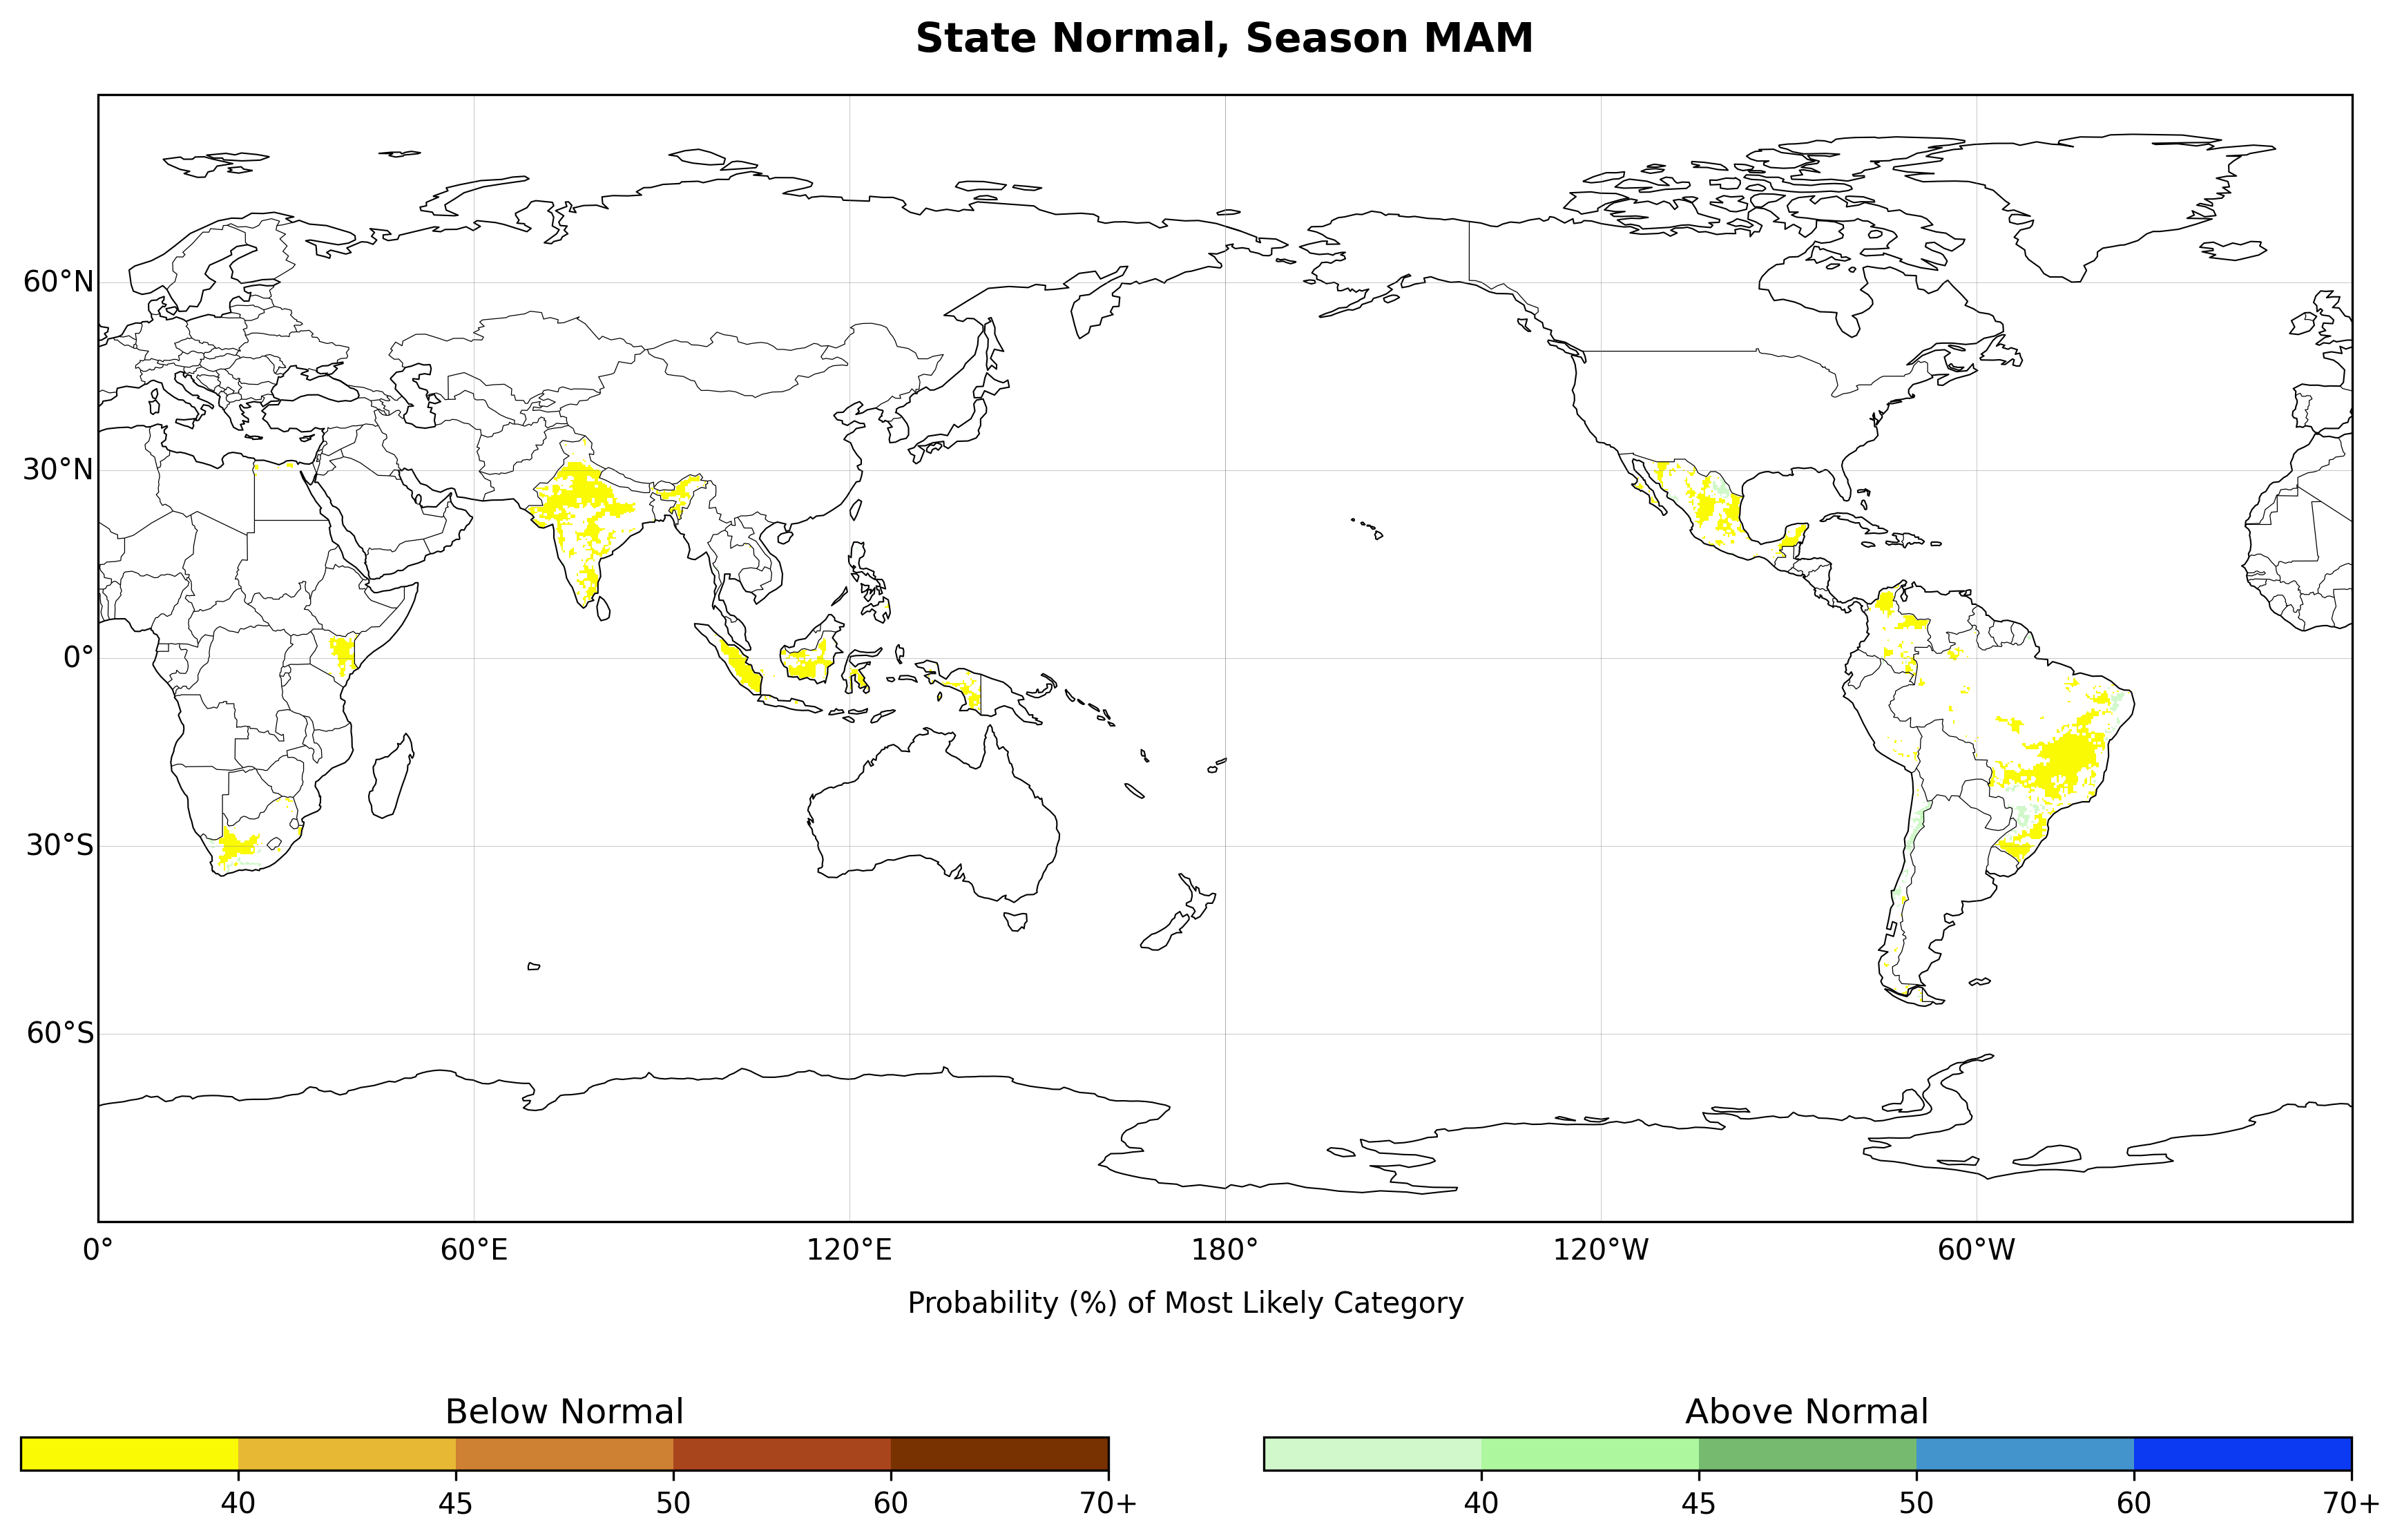 State Normal, Season MAM
60°N
30°N
0°
30°S
60°S
0° 60°E 120°E 180° 120°W 60°W
Probability (%) of Most Likely Category
Below Normal
40 45 50 60 70+
Above Normal
40 45 50 60 70+